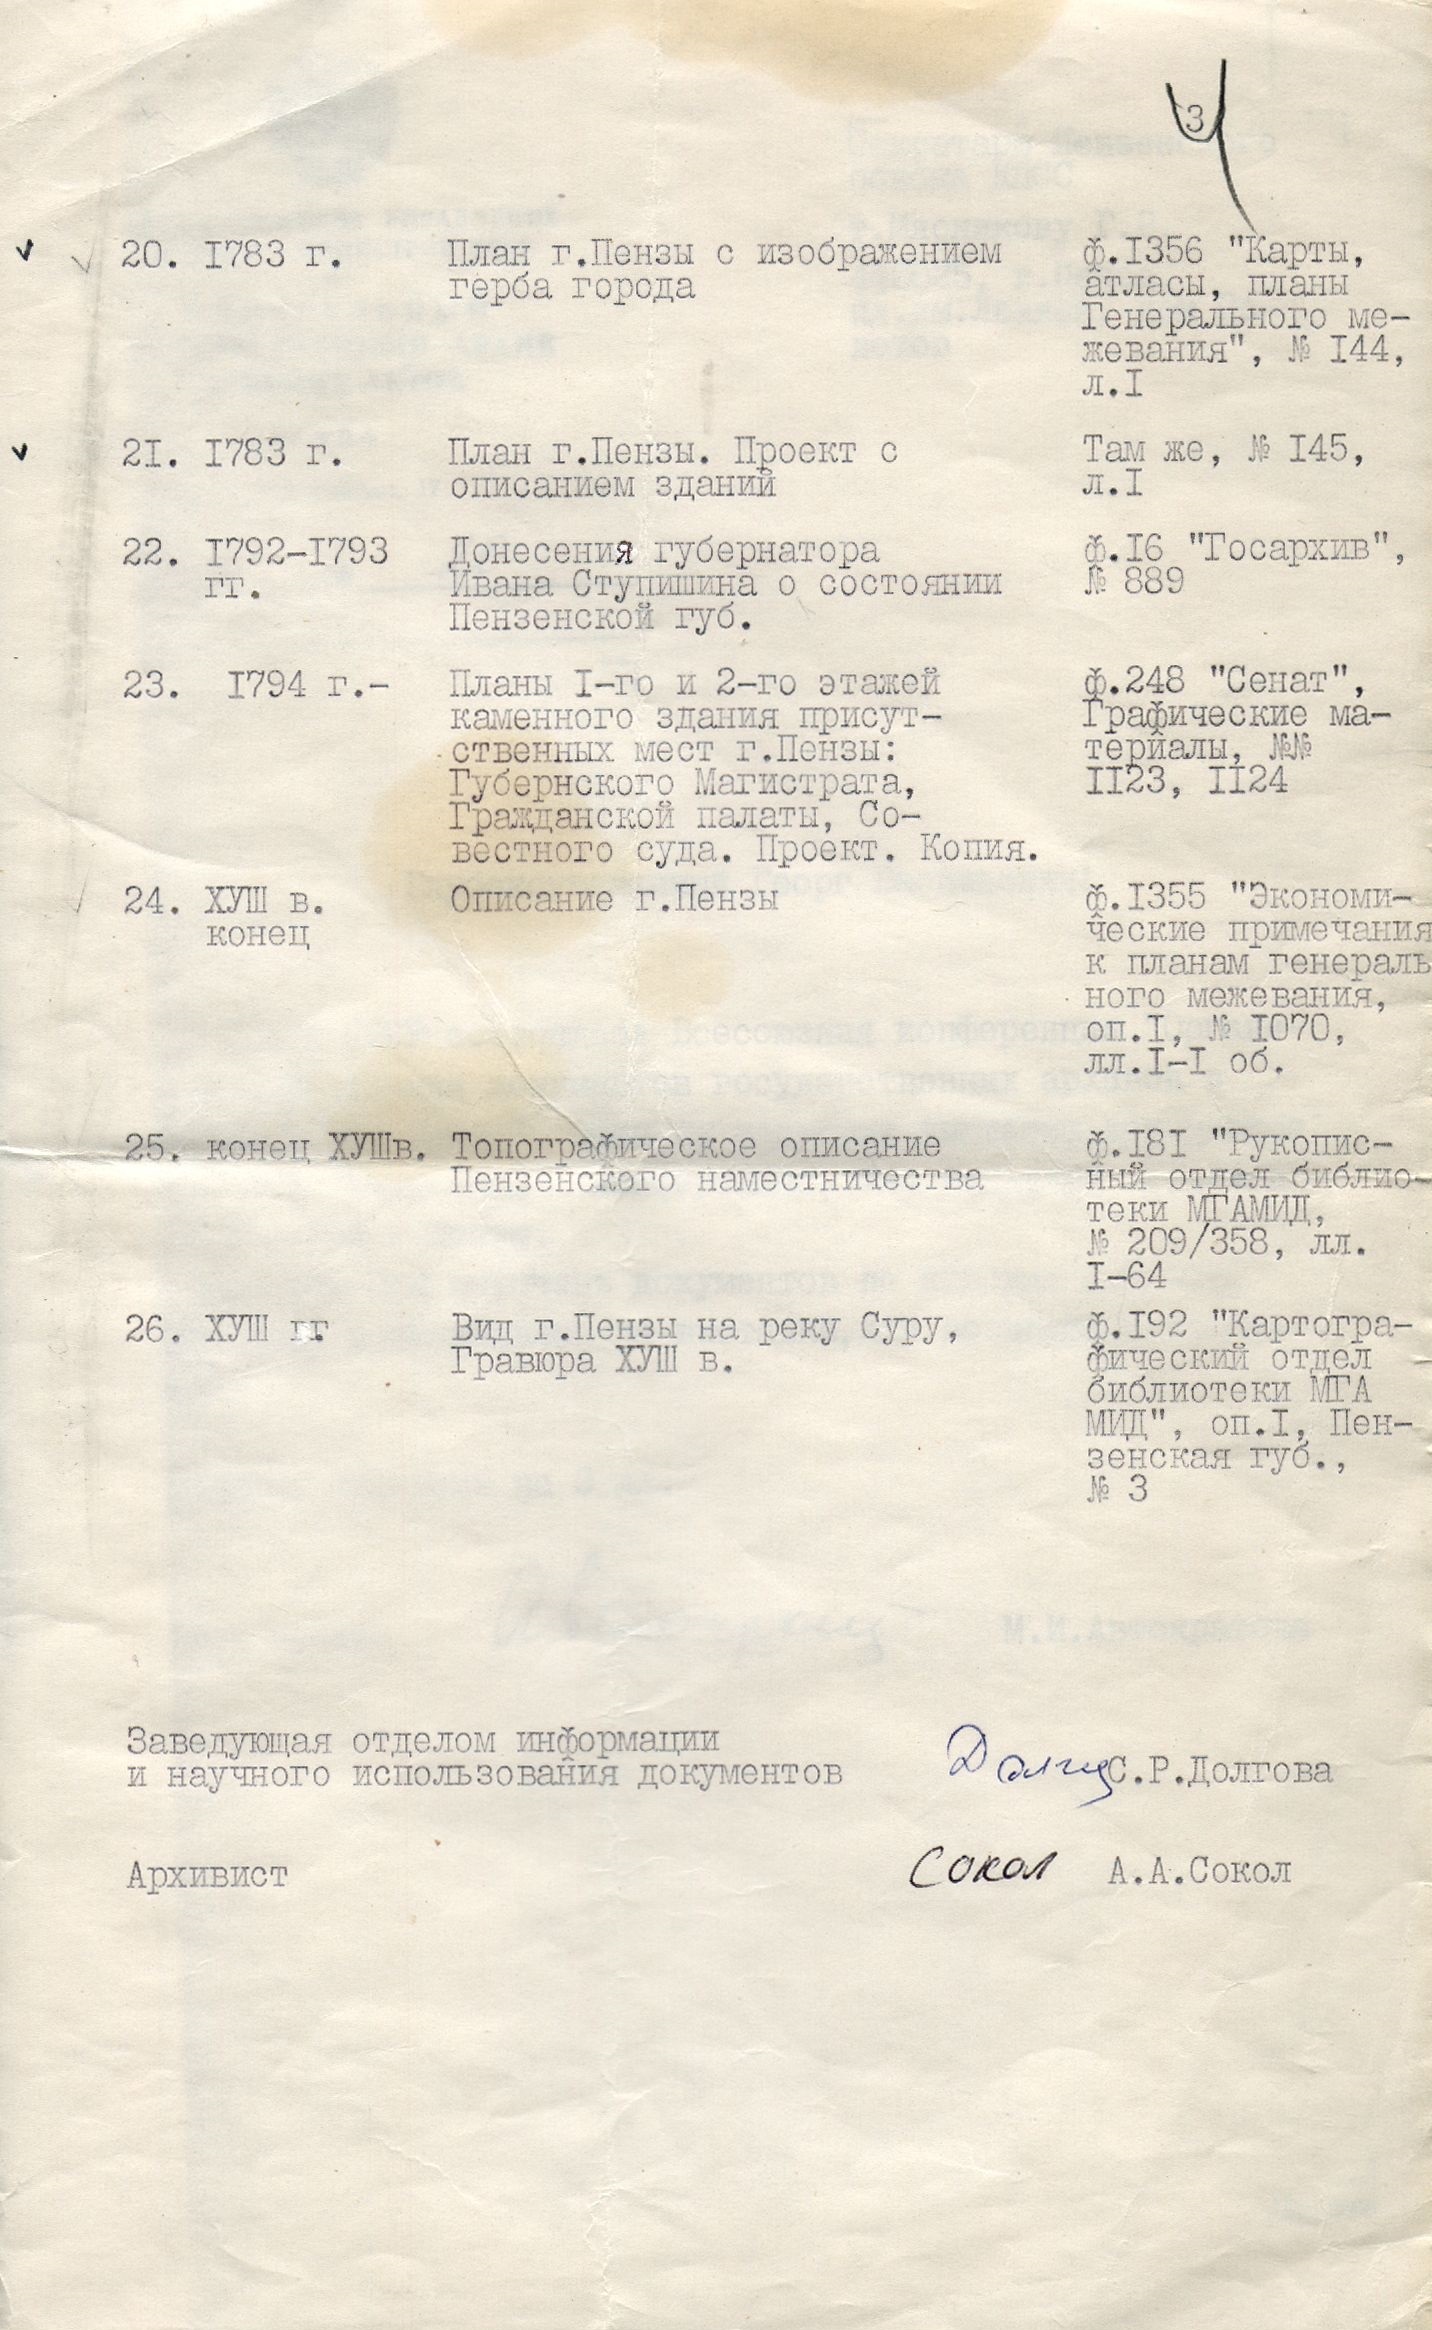 3
20. I783 г. План г.Пензы с изображением ф.I356 "Карты,
герба города атласы, планы
Генерального ме-
жевания", № I44,
л.I
2I. I783 г. План г.Пензы. Проект с Там же, № I45,
описанием зданий л.I
22. I792-I793 Донесения губернатора ф.I6 "Госархив",
гг. Ивана Ступишина о состоянии № 889
Пензенской губ.
23. I794 г.- Планы I-го и 2-го этажей ф.248 "Сенат",
каменного здания присут- Графические ма-
ственных мест г.Пензы: териалы, №№
Губернского Магистрата, II23, II24
Гражданской палаты, Со-
вестного суда. Проект. Копия.
24. ХУШ в. Описание г.Пензы ф.I355 "Экономи-
конец ческие примечания
к планам генераль
ного межевания,
оп.I, № I070,
лл.I-I об.
25. конец ХУШв. Топографическое описание ф.I8I "Рукопис-
Пензенского наместничества ный отдел библио-
теки МГАМИД,
№ 209/358, лл.
I-64
26. ХУШ гг Вид г.Пензы на реку Суру, ф.I92 "Картогра-
Гравюра ХУШ в. фический отдел
библиотеки МГА
МИД", оп.I, Пен-
зенская губ.,
№ 3
Заведующая отделом информации
и научного использования документов С.Р.Долгова
Архивист Сокол А.А.Сокол